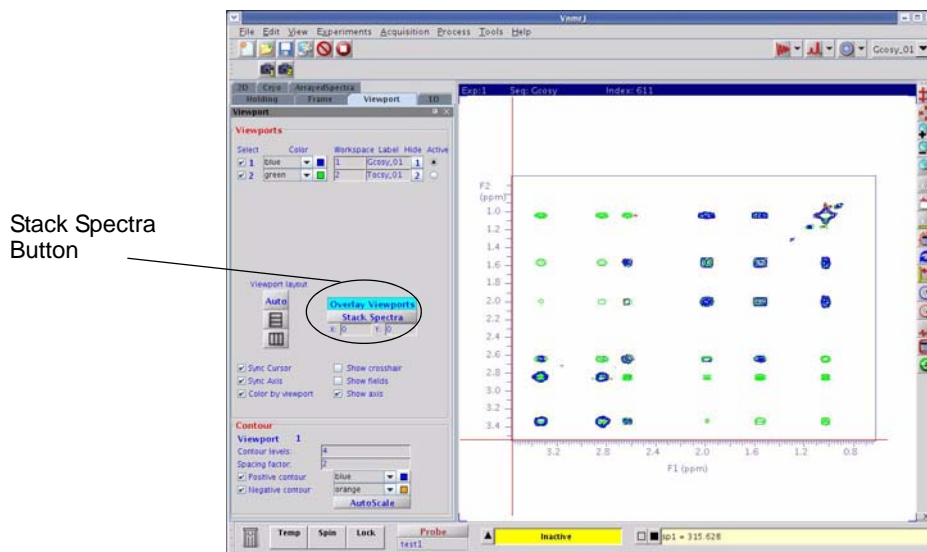 VnmrJ
File Edit View Experiments Acquisition Process Tools Help
Gcosy_01
2D Cryo ArrayedSpectra
Holding Frame Viewport 1D
Viewport
Viewports
Select Color Workspace Label Hide Active
1 blue 1 Gcosy_01 1
2 green 2 Tocsy_01 2
Stack Spectra
Button
Viewport layout
Auto
Overlay Viewports
Stack Spectra
X: 0 Y: 0
Sync Cursor Show crosshair
Sync Axis Show fields
Color by viewport Show axis
Contour
Viewport 1
Contour levels: 4
Spacing factor: 2
Positive contour blue
Negative contour orange
AutoScale
Exp:1 Seq: Gcosy Index: 611
F2
(ppm)
1.0
1.2
1.4
1.6
1.8
2.0
2.2
2.4
2.6
2.8
3.0
3.2
3.4
3.2 2.8 2.4 2.0 1.6 1.2 0.8
F1 (ppm)
Temp Spin Lock Probe
test1
Inactive
sp1 = 315.628